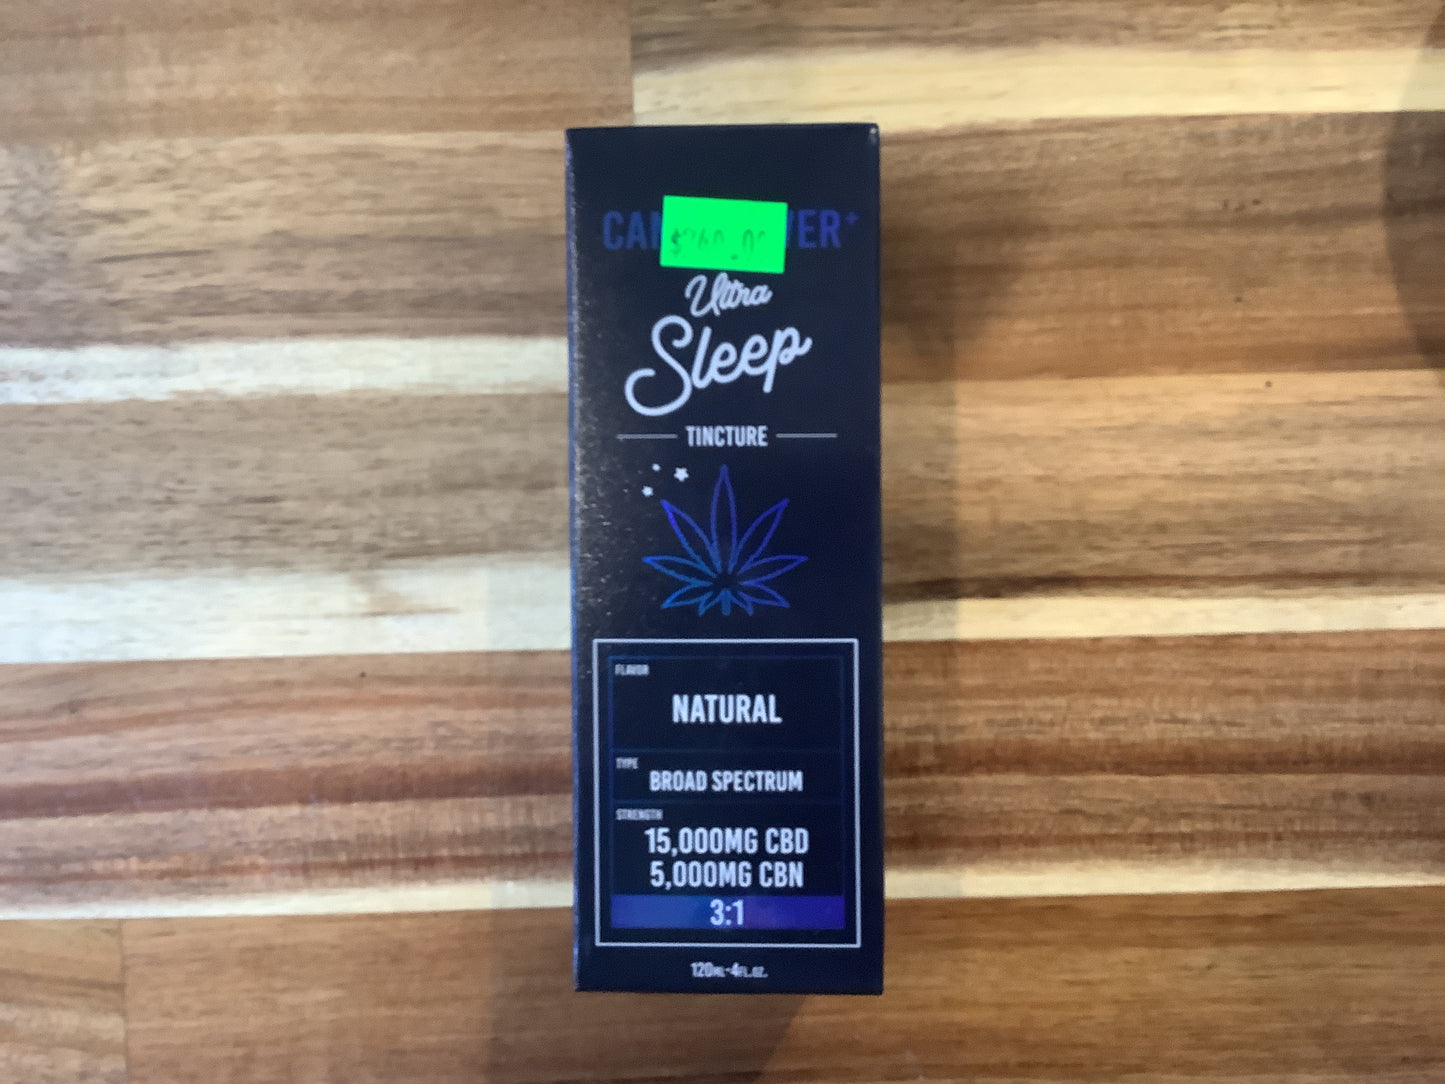 Ultra
Sleep
TINCTURE
FLAVOR
NATURAL
TYPE
BROAD SPECTRUM
STRENGTH
15,000MG CBD
5,000MG CBN
3:1
120ML-4FL.OZ.